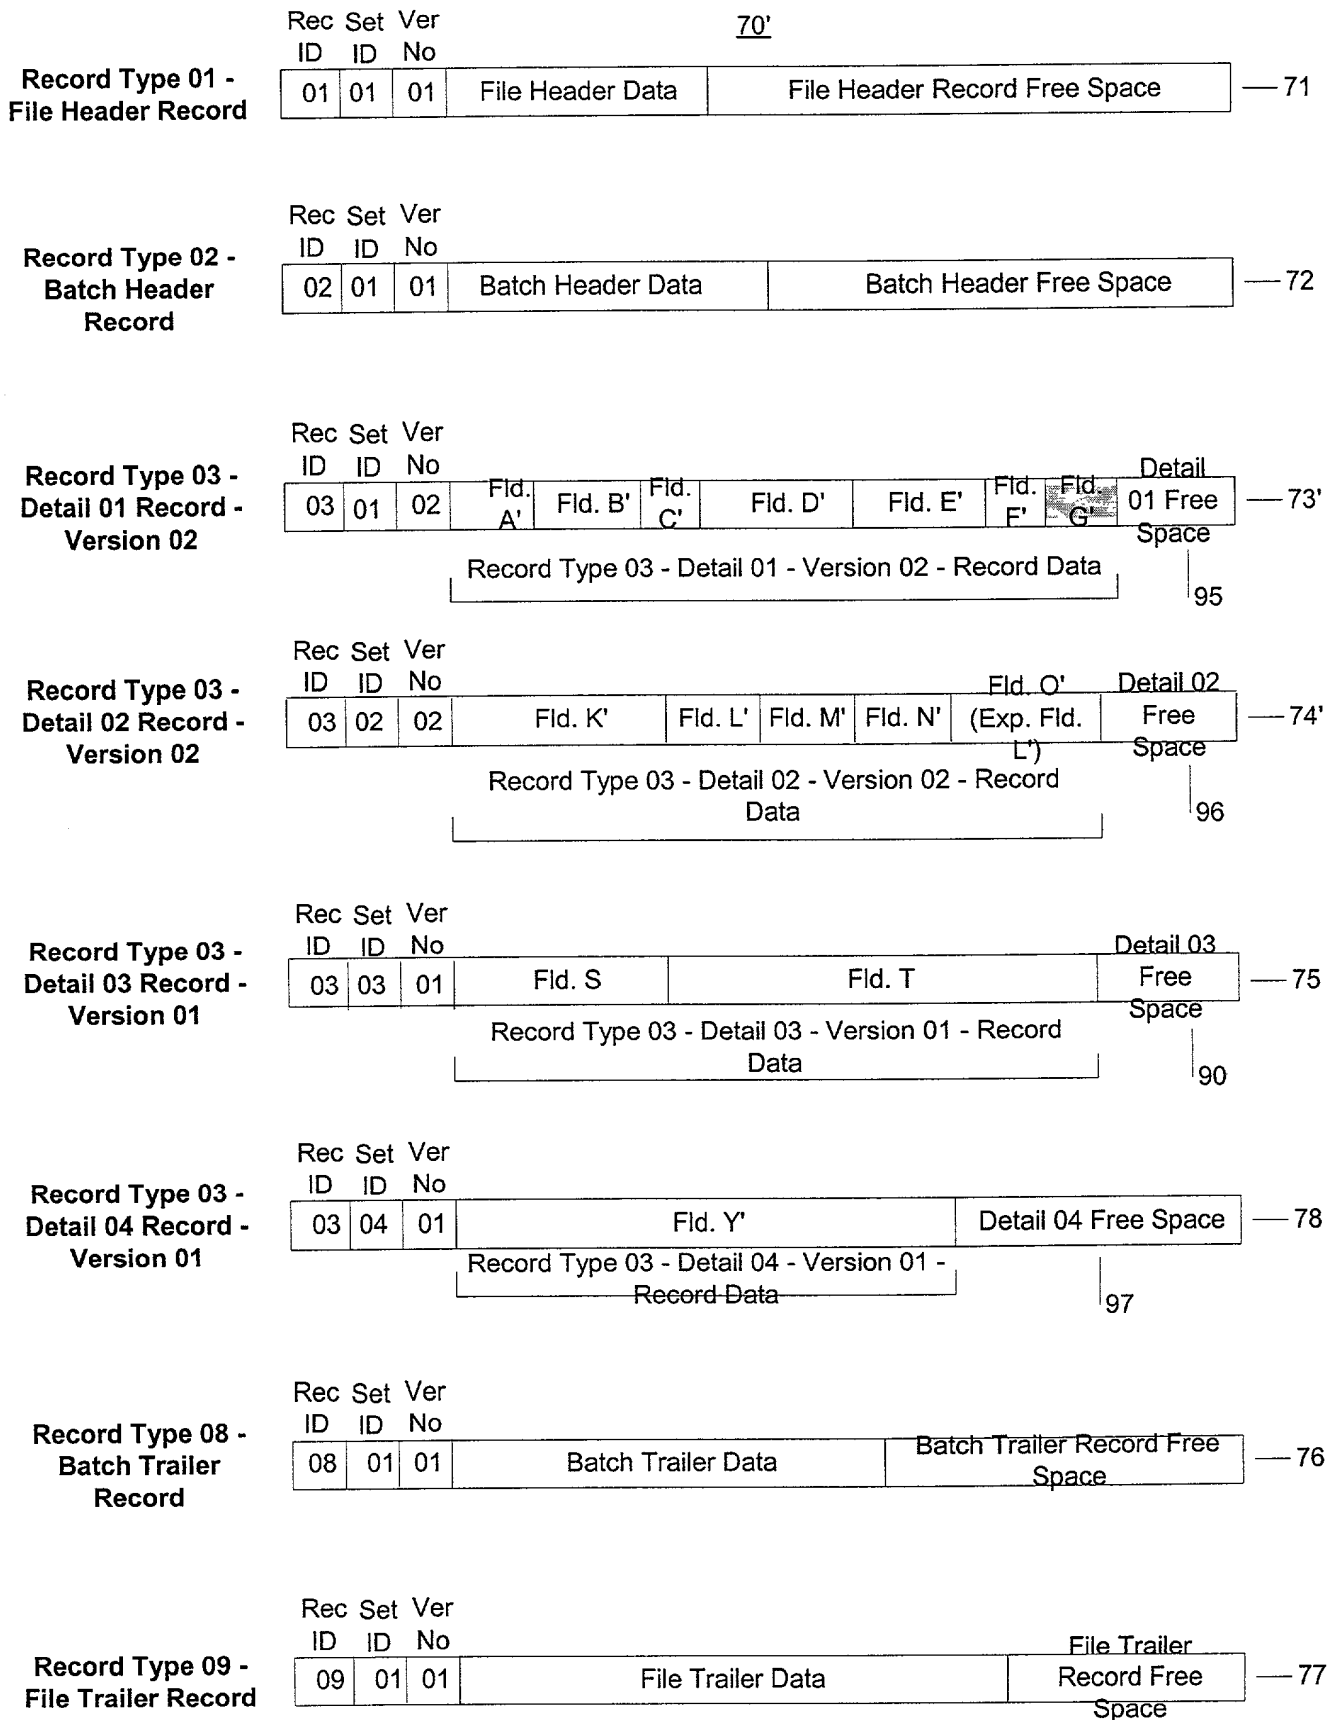 70'
Rec Set Ver
ID ID No
Record Type 01 -
File Header Record
01 01 01 File Header Data File Header Record Free Space 71
Rec Set Ver
ID ID No
Record Type 02 -
Batch Header
Record
02 01 01 Batch Header Data Batch Header Free Space 72
Rec Set Ver
ID ID No
Record Type 03 -
Detail 01 Record -
Version 02
03 01 02 Fld. A' Fld. B' Fld. C' Fld. D' Fld. E' Fld. F' Fld. G' Detail 01 Free Space 73'
Record Type 03 - Detail 01 - Version 02 - Record Data
95
Rec Set Ver
ID ID No
Record Type 03 -
Detail 02 Record -
Version 02
03 02 02 Fld. K' Fld. L' Fld. M' Fld. N' Fld. O' (Exp. Fld. L') Detail 02 Free Space 74'
Record Type 03 - Detail 02 - Version 02 - Record
Data
96
Rec Set Ver
ID ID No
Record Type 03 -
Detail 03 Record -
Version 01
03 03 01 Fld. S Fld. T Detail 03 Free Space 75
Record Type 03 - Detail 03 - Version 01 - Record
Data
90
Rec Set Ver
ID ID No
Record Type 03 -
Detail 04 Record -
Version 01
03 04 01 Fld. Y' Detail 04 Free Space 78
Record Type 03 - Detail 04 - Version 01 -
Record Data
97
Rec Set Ver
ID ID No
Record Type 08 -
Batch Trailer
Record
08 01 01 Batch Trailer Data Batch Trailer Record Free Space 76
Rec Set Ver
ID ID No
Record Type 09 -
File Trailer Record
09 01 01 File Trailer Data File Trailer Record Free Space 77